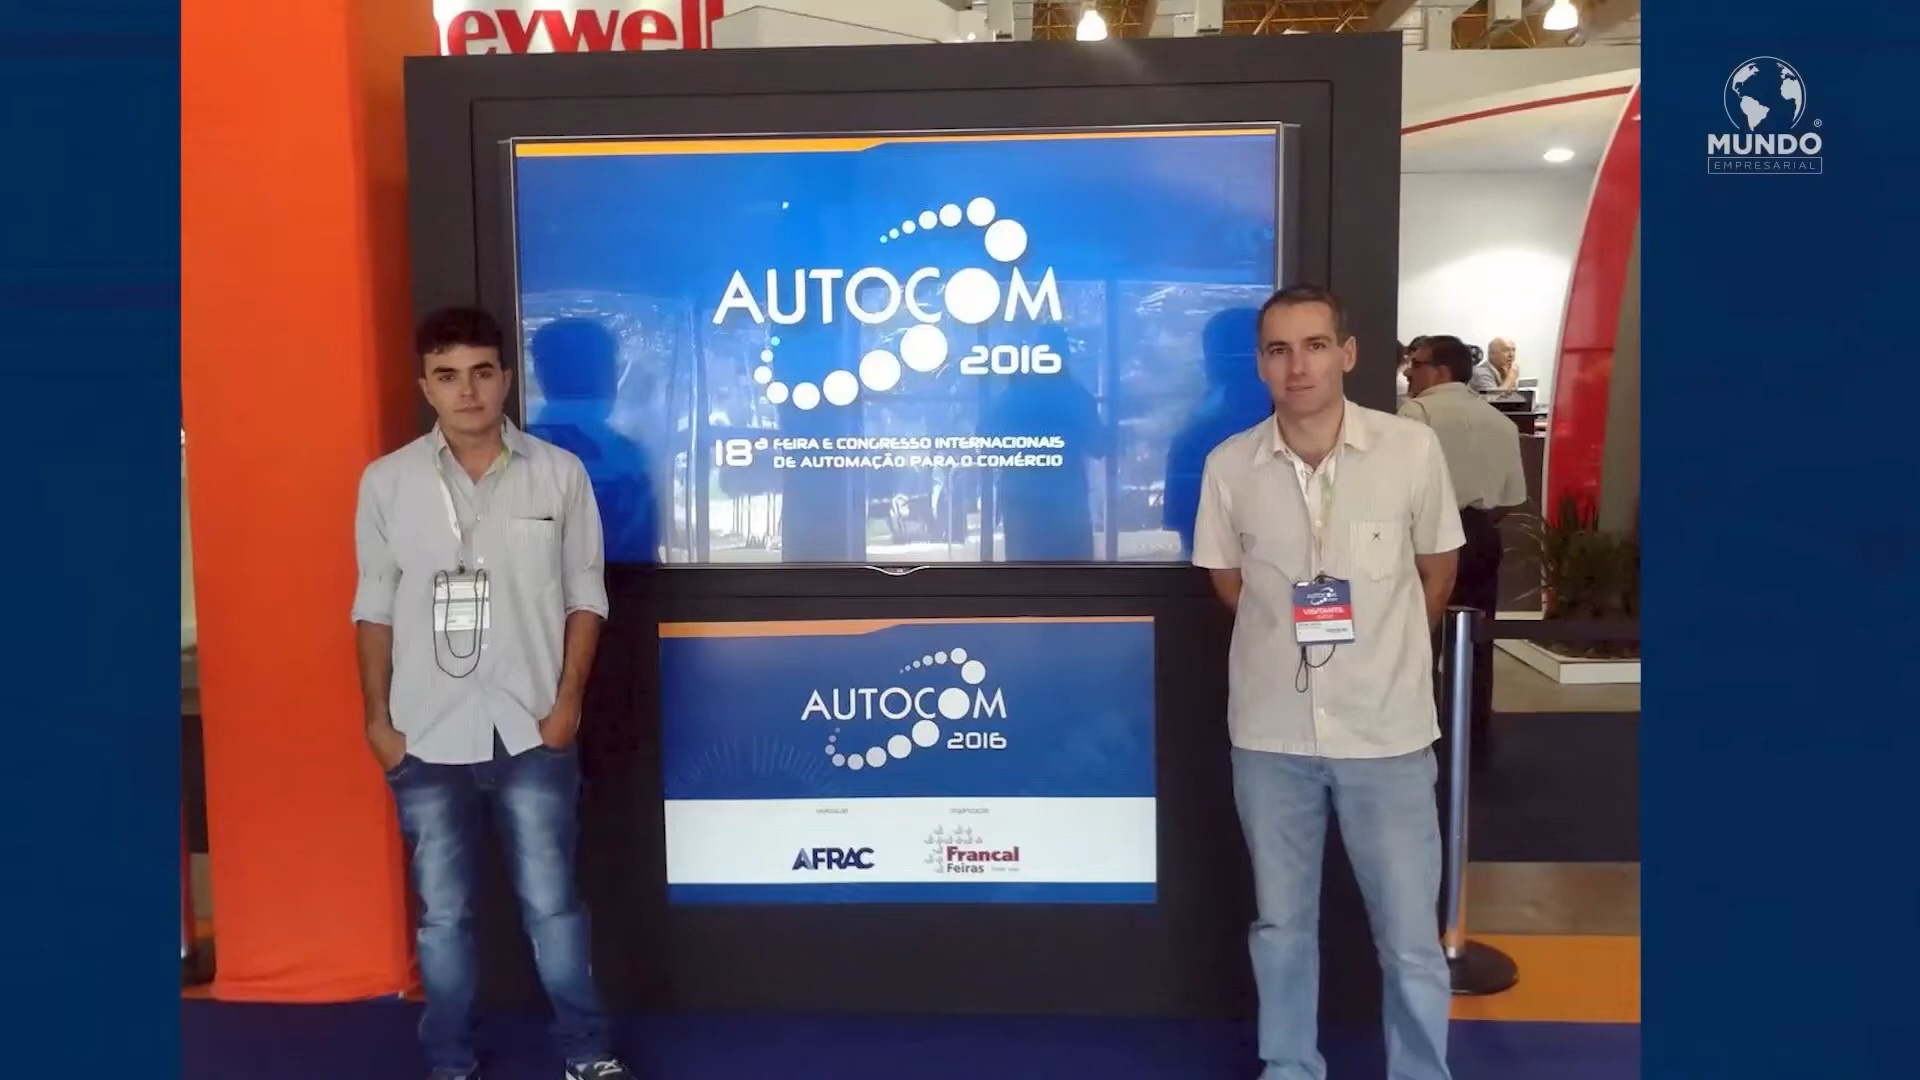 eywell
MUNDO
EMPRESARIAL
AUTOCOM
2016
18ª FEIRA E CONGRESSO INTERNACIONAIS
DE AUTOMAÇÃO PARA O COMÉRCIO
AUTOCOM
VISITANTE
AUTOCOM
2016
AFRAC
Francal
Feiras